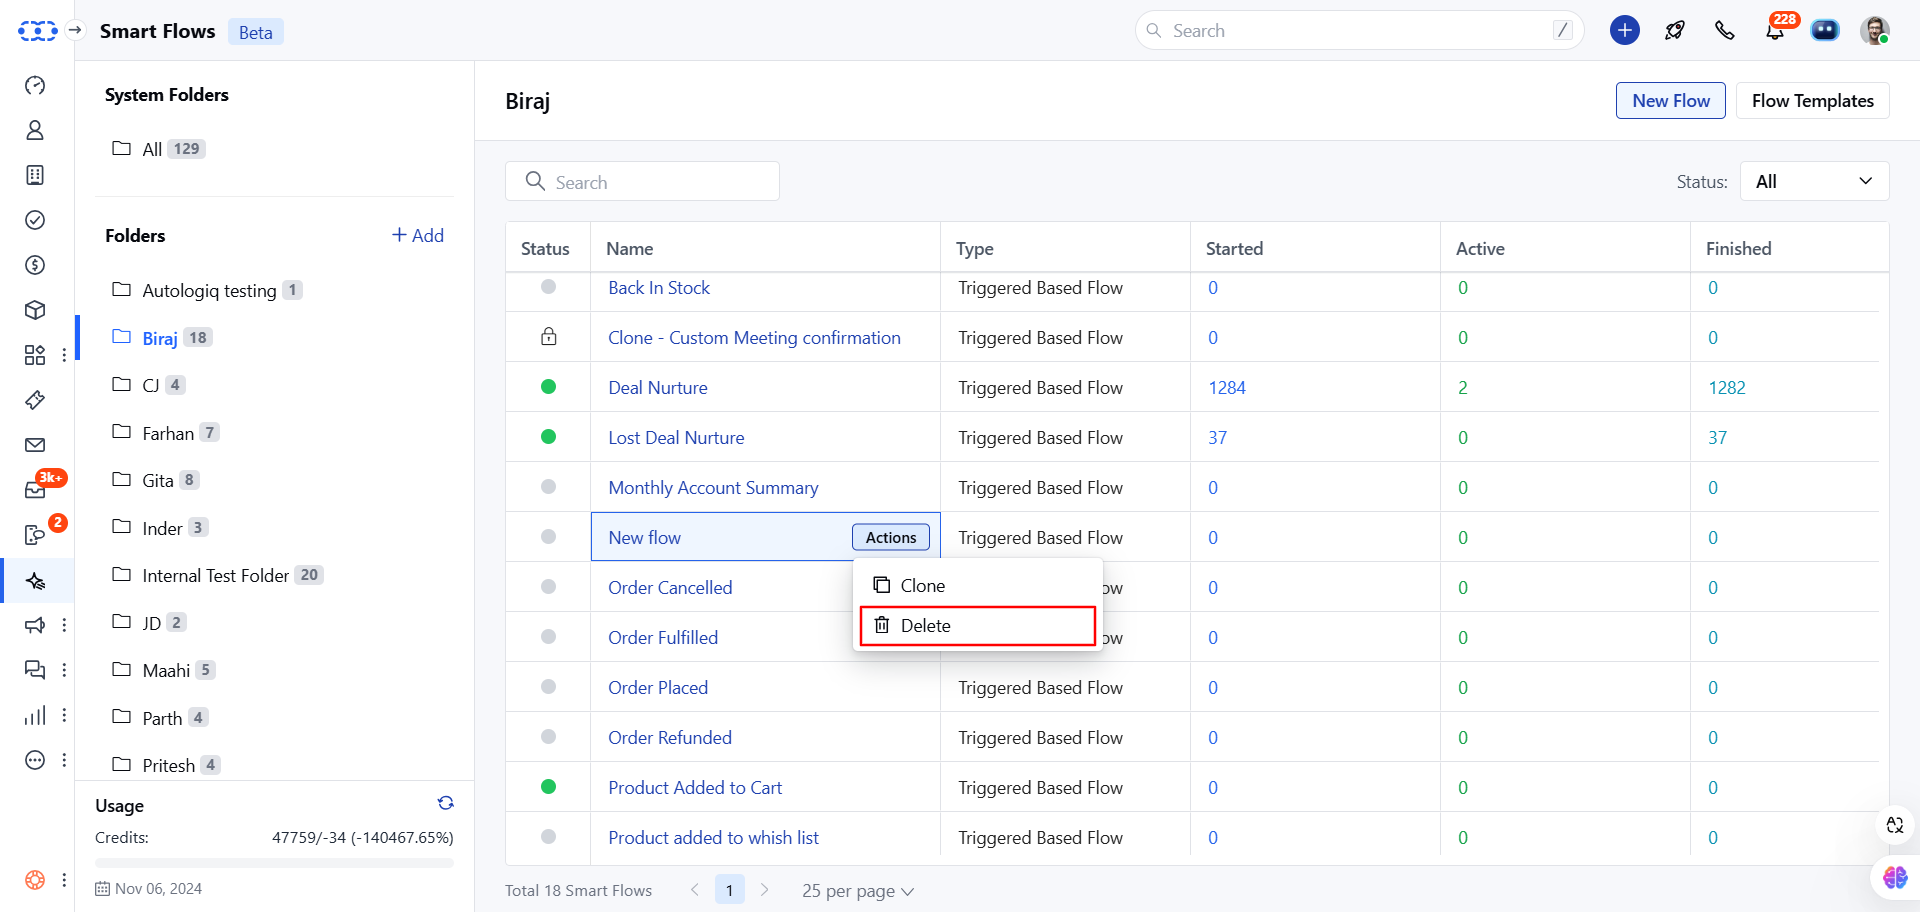 Smart Flows Beta
Search /
228
System Folders
All 129
Folders
+ Add
Autologiq testing 1
Biraj 18
CJ 4
Farhan 7
Gita 8
Inder 3
Internal Test Folder 20
JD 2
Maahi 5
Parth 4
Pritesh 4
3k+
2
Usage
Credits: 47759/-34 (-140467.65%)
Nov 06, 2024
Biraj
New Flow Flow Templates
Search
Status: All
Status Name Type Started Active Finished
Back In Stock Triggered Based Flow 0 0 0
Clone - Custom Meeting confirmation Triggered Based Flow 0 0 0
Deal Nurture Triggered Based Flow 1284 2 1282
Lost Deal Nurture Triggered Based Flow 37 0 37
Monthly Account Summary Triggered Based Flow 0 0 0
New flow Actions Triggered Based Flow 0 0 0
Clone
Delete
Order Cancelled ow 0 0 0
Order Fulfilled ow 0 0 0
Order Placed Triggered Based Flow 0 0 0
Order Refunded Triggered Based Flow 0 0 0
Product Added to Cart Triggered Based Flow 0 0 0
Product added to whish list Triggered Based Flow 0 0 0
Total 18 Smart Flows 1 25 per page